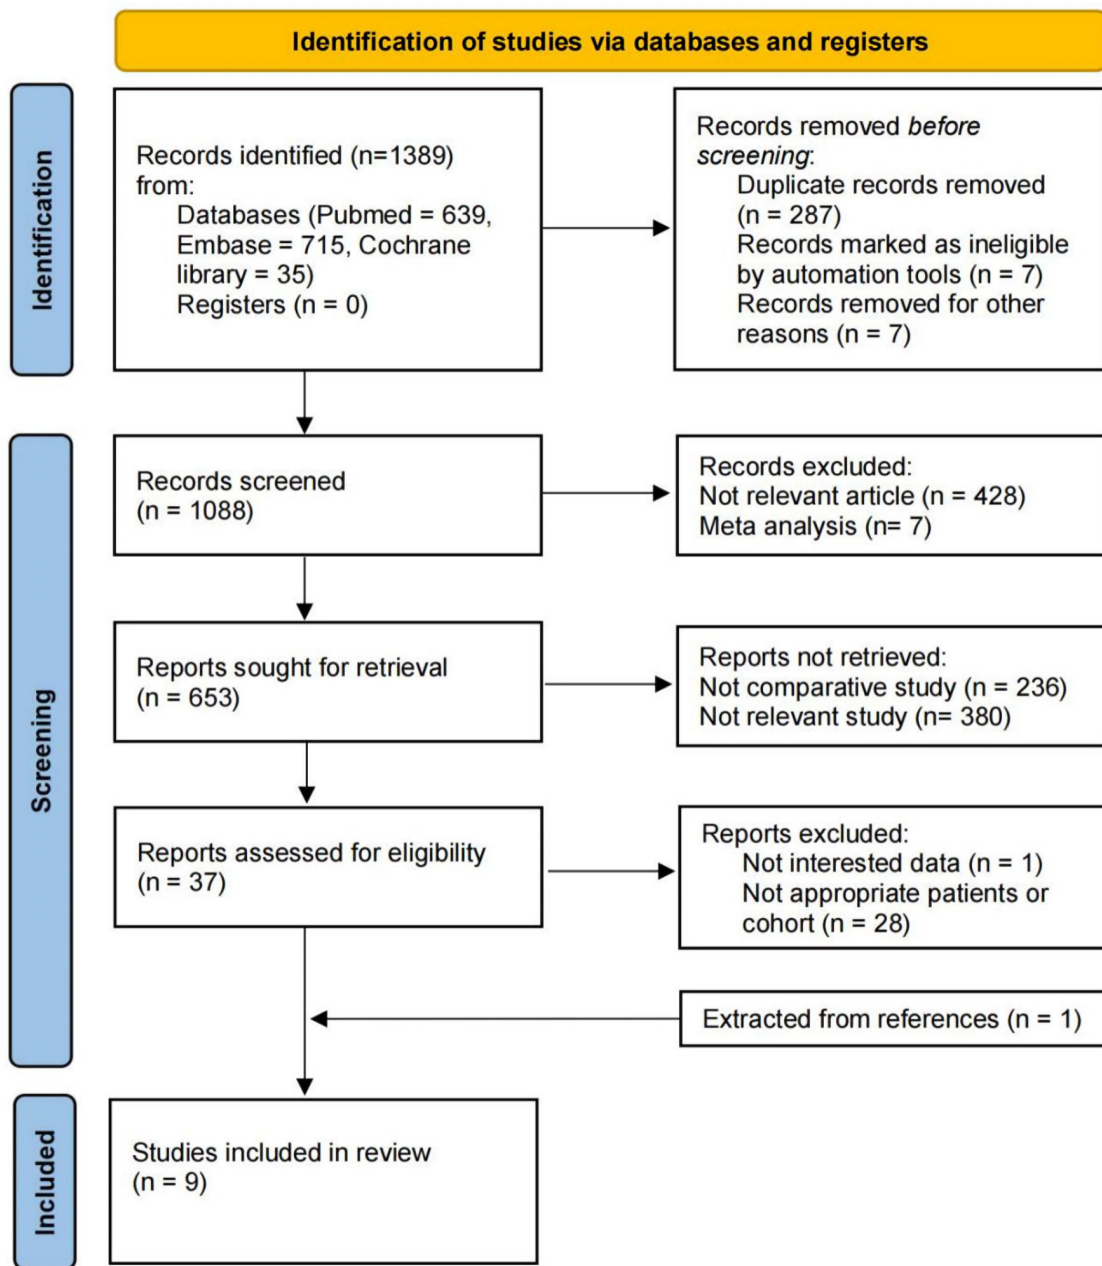 Identification of studies via databases and registers
Identification
Records identified (n=1389)
from:
Databases (Pubmed = 639,
Embase = 715, Cochrane
library = 35)
Registers (n = 0)
Records removed before
screening:
Duplicate records removed
(n = 287)
Records marked as ineligible
by automation tools (n = 7)
Records removed for other
reasons (n = 7)
Screening
Records screened
(n = 1088)
Records excluded:
Not relevant article (n = 428)
Meta analysis (n= 7)
Reports sought for retrieval
(n = 653)
Reports not retrieved:
Not comparative study (n = 236)
Not relevant study (n= 380)
Reports assessed for eligibility
(n = 37)
Reports excluded:
Not interested data (n = 1)
Not appropriate patients or
cohort (n = 28)
Extracted from references (n = 1)
Included
Studies included in review
(n = 9)